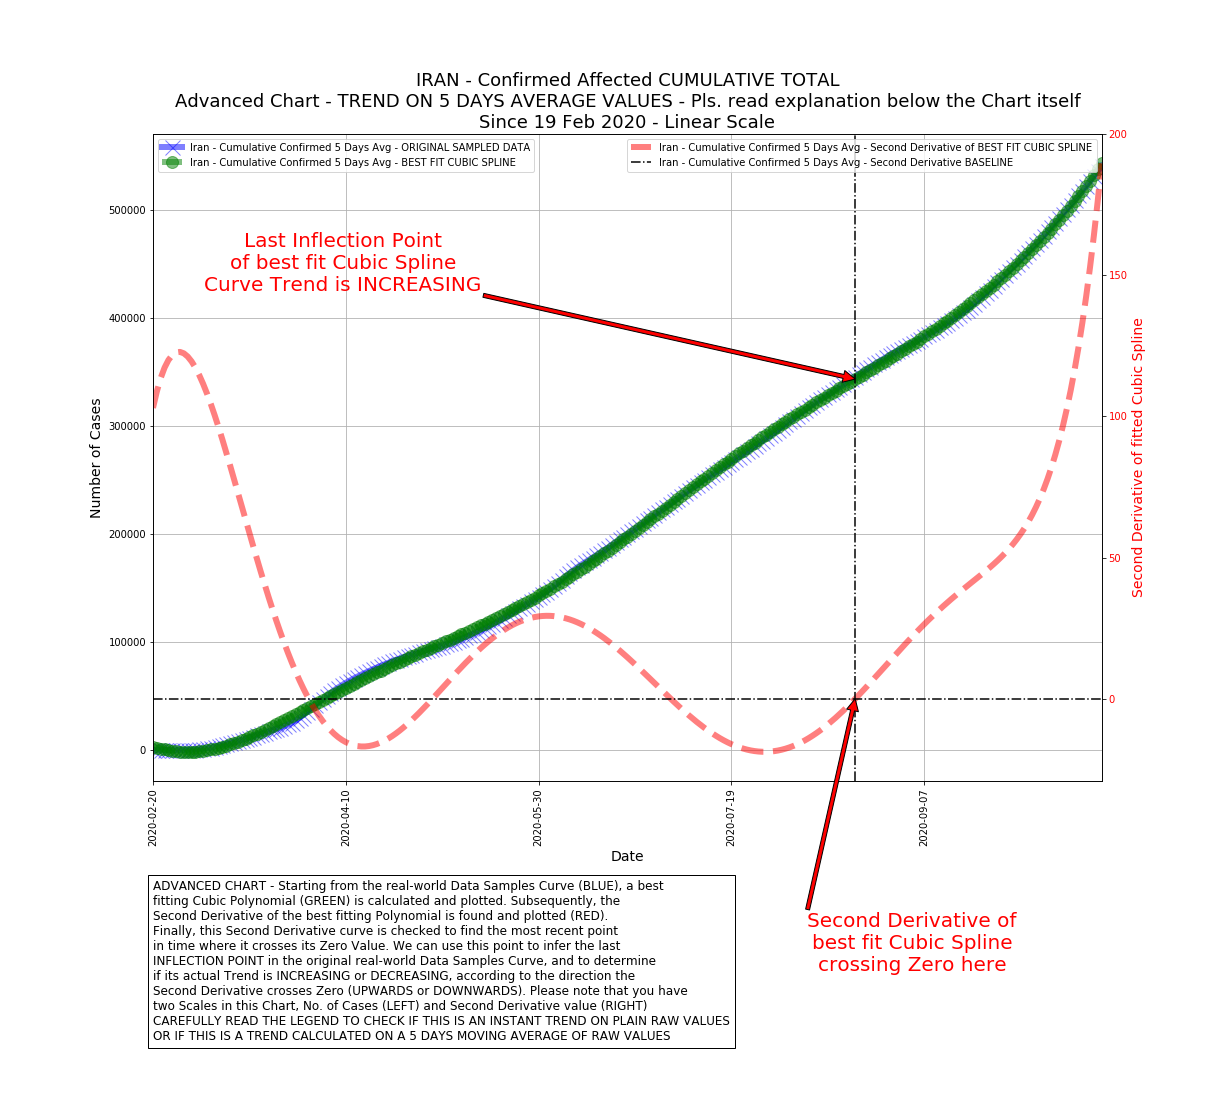 IRAN - Confirmed Affected CUMULATIVE TOTAL
Advanced Chart - TREND ON 5 DAYS AVERAGE VALUES - Pls. read explanation below the Chart itself
Since 19 Feb 2020 - Linear Scale
Iran - Cumulative Confirmed 5 Days Avg - ORIGINAL SAMPLED DATA
Iran - Cumulative Confirmed 5 Days Avg - BEST FIT CUBIC SPLINE
Iran - Cumulative Confirmed 5 Days Avg - Second Derivative of BEST FIT CUBIC SPLINE
Iran - Cumulative Confirmed 5 Days Avg - Second Derivative BASELINE
Last Inflection Point
of best fit Cubic Spline
Curve Trend is INCREASING
Number of Cases
500000
400000
300000
200000
100000
0
200
150
100
50
0
Second Derivative of fitted Cubic Spline
2020-02-20
2020-04-10
2020-05-30
2020-07-19
2020-09-07
Date
Second Derivative of
best fit Cubic Spline
crossing Zero here
ADVANCED CHART - Starting from the real-world Data Samples Curve (BLUE), a best
fitting Cubic Polynomial (GREEN) is calculated and plotted. Subsequently, the
Second Derivative of the best fitting Polynomial is found and plotted (RED).
Finally, this Second Derivative curve is checked to find the most recent point
in time where it crosses its Zero Value. We can use this point to infer the last
INFLECTION POINT in the original real-world Data Samples Curve, and to determine
if its actual Trend is INCREASING or DECREASING, according to the direction the
Second Derivative crosses Zero (UPWARDS or DOWNWARDS). Please note that you have
two Scales in this Chart, No. of Cases (LEFT) and Second Derivative value (RIGHT)
CAREFULLY READ THE LEGEND TO CHECK IF THIS IS AN INSTANT TREND ON PLAIN RAW VALUES
OR IF THIS IS A TREND CALCULATED ON A 5 DAYS MOVING AVERAGE OF RAW VALUES